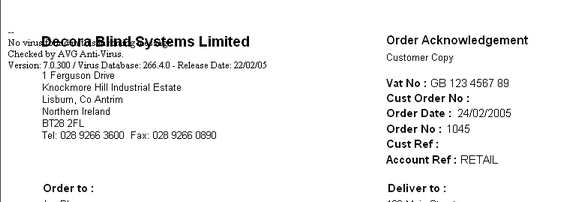 --
Decora Blind Systems Limited
No virus
Checked by AVG Anti-Virus.
Version: 7.0.300 / Virus Database: 266.4.0 - Release Date: 22/02/05
1 Ferguson Drive
Knockmore Hill Industrial Estate
Lisburn, Co Antrim
Northern Ireland
BT28 2FL
Tel: 028 9266 3600 Fax: 028 9266 0890
Order to :
Order Acknowledgement
Customer Copy
Vat No : GB 123 4567 89
Cust Order No :
Order Date : 24/02/2005
Order No : 1045
Cust Ref :
Account Ref : RETAIL
Deliver to :